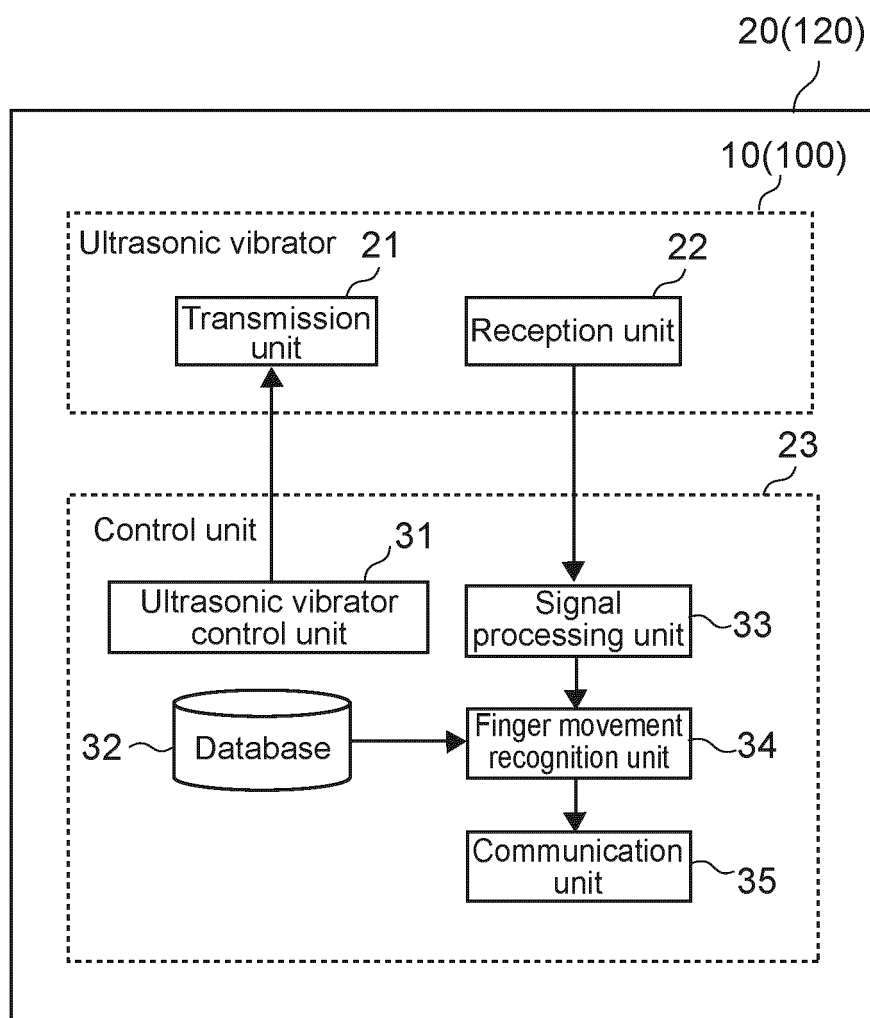 20(120)
10(100)
Ultrasonic vibrator
21
22
Transmission
unit
Reception unit
23
Control unit
31
Ultrasonic vibrator
control unit
Signal
processing unit
33
32
Database
Finger movement
recognition unit
34
Communication
unit
35